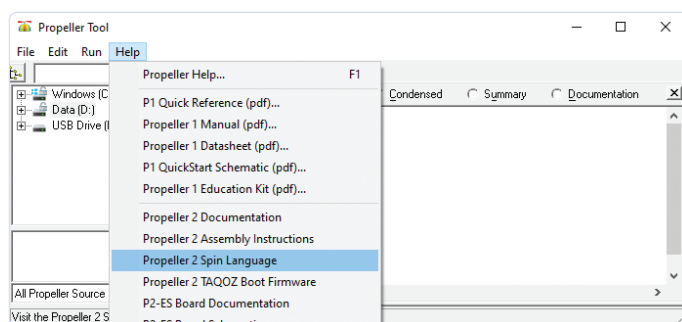 Propeller Tool
File Edit Run Help
Propeller Help... F1
Windows (C
Condensed Summary Documentation
P1 Quick Reference (pdf)...
Data (D:)
Propeller 1 Manual (pdf)...
USB Drive (
Propeller 1 Datasheet (pdf)...
P1 QuickStart Schematic (pdf)...
Propeller 1 Education Kit (pdf)...
Propeller 2 Documentation
Propeller 2 Assembly Instructions
Propeller 2 Spin Language
Propeller 2 TAQOZ Boot Firmware
All Propeller Source
P2-ES Board Documentation
Visit the Propeller 2 S